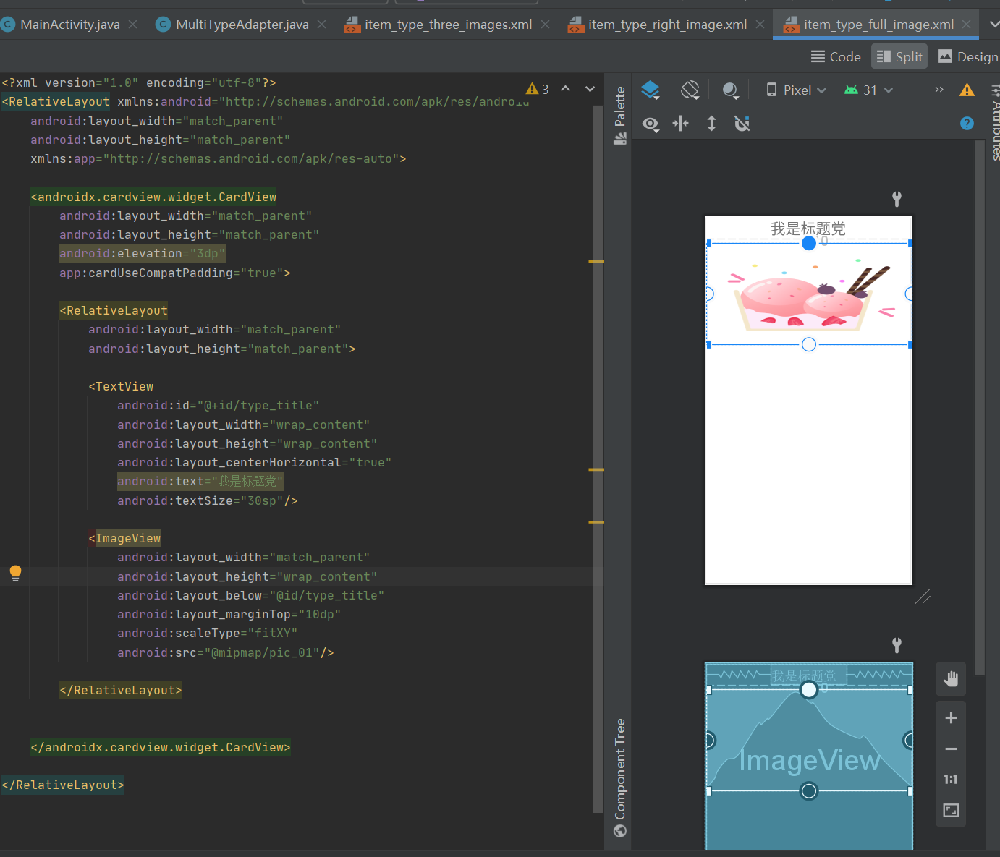 MainActivity.java
MultiTypeAdapter.java
item_type_three_images.xml
item_type_right_image.xml
item_type_full_image.xml
Code
Split
Design
<?xml version="1.0" encoding="utf-8"?>
3
<RelativeLayout xmlns:android="http://schemas.android.com/apk/res/android
android:layout_width="match_parent"
android:layout_height="match_parent"
xmlns:app="http://schemas.android.com/apk/res-auto">
<androidx.cardview.widget.CardView
android:layout_width="match_parent"
android:layout_height="match_parent"
android:elevation="3dp"
app:cardUseCompatPadding="true">
<RelativeLayout
android:layout_width="match_parent"
android:layout_height="match_parent">
<TextView
android:id="@+id/type_title"
android:layout_width="wrap_content"
android:layout_height="wrap_content"
android:layout_centerHorizontal="true"
android:text="我是标题党"
android:textSize="30sp"/>
<ImageView
android:layout_width="match_parent"
android:layout_height="wrap_content"
android:layout_below="@id/type_title"
android:layout_marginTop="10dp"
android:scaleType="fitXY"
android:src="@mipmap/pic_01"/>
</RelativeLayout>
</androidx.cardview.widget.CardView>
</RelativeLayout>
Palette
Component Tree
Pixel
31
Attributes
我是标题党
0
我是标题党
0
ImageView
1:1